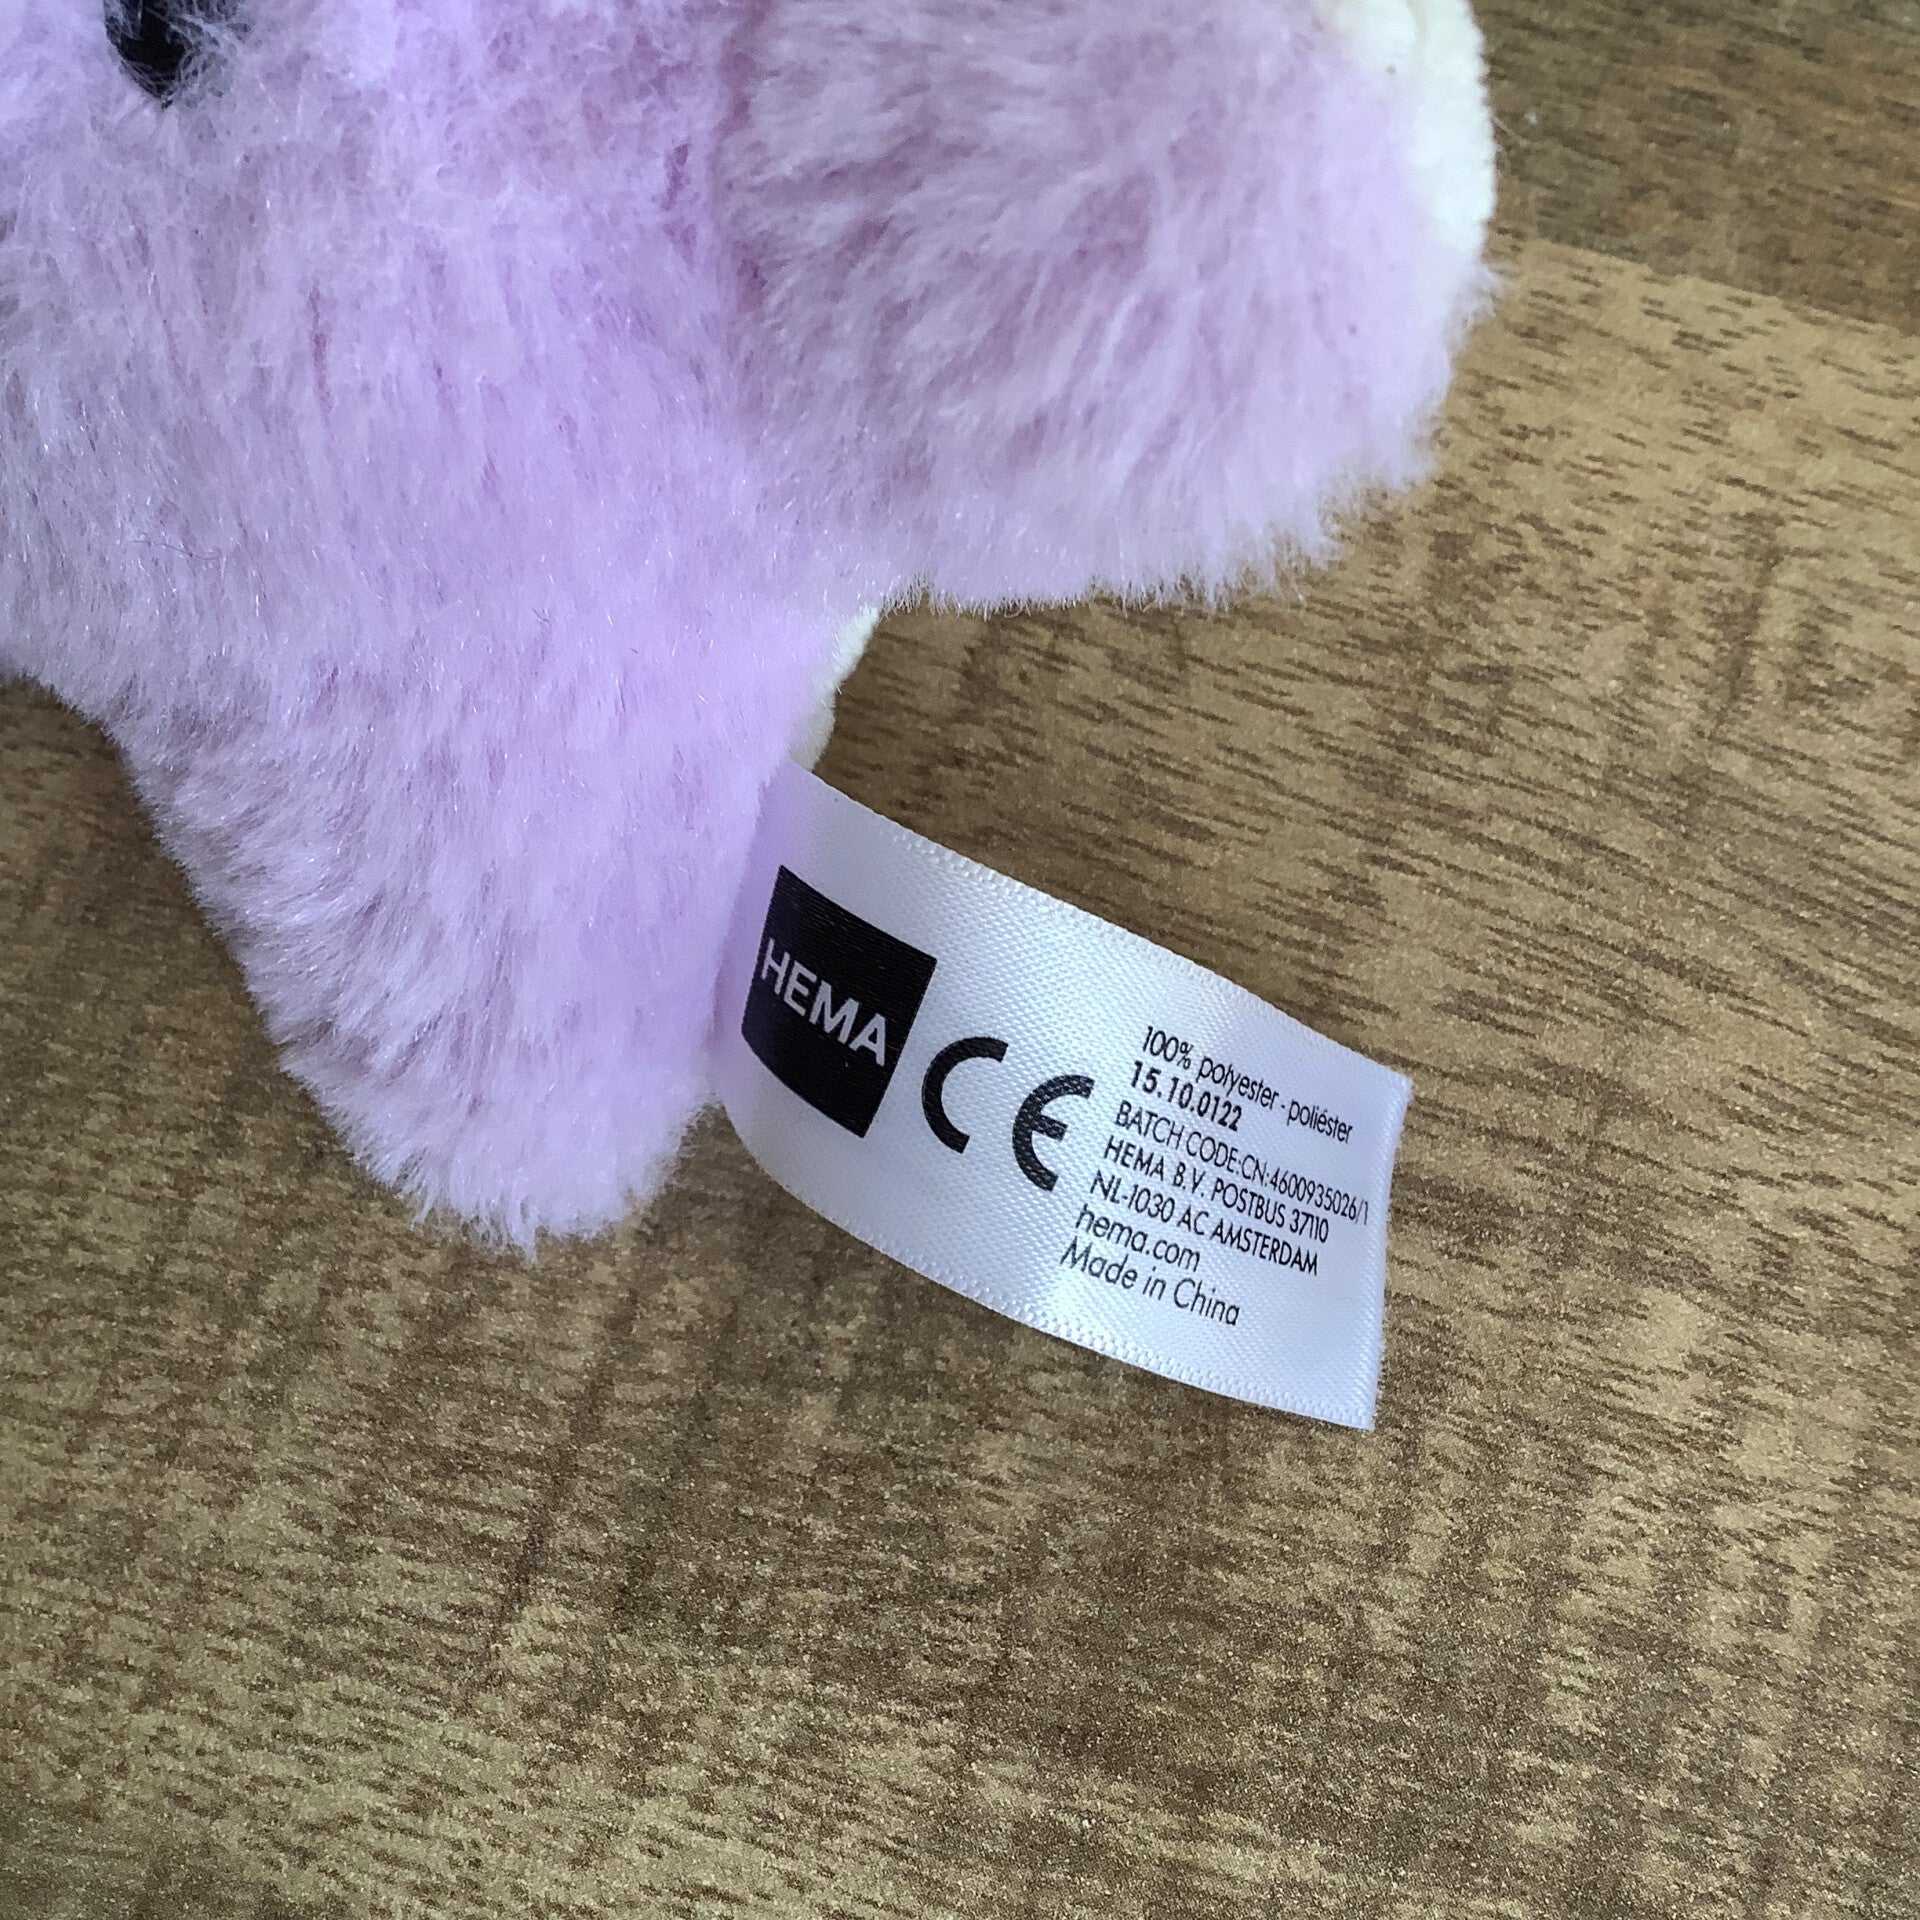 HEMA
CE
100% polyester - poliéster
15.10.0122
BATCH CODE:CN:4600935026/1
HEMA B.V. POSTBUS 37110
NL-1030 AC AMSTERDAM
hema.com
Made in China